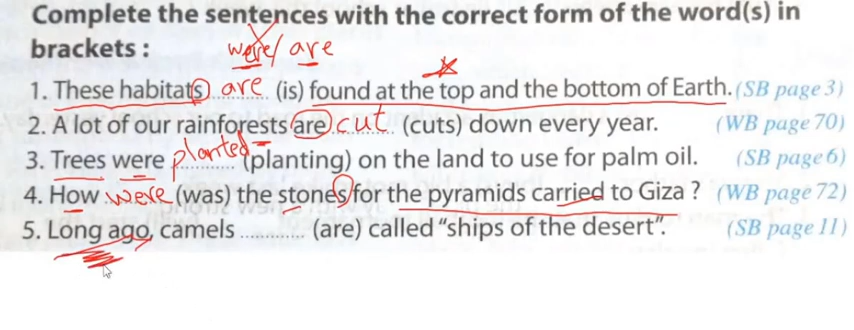 Complete the sentences with the correct form of the word(s) in
brackets :
were/ are
1. These habitats are (is) found at the top and the bottom of Earth. (SB page 3)
2. A lot of our rainforests are cut (cuts) down every year. (WB page 70)
3. Trees were planted (planting) on the land to use for palm oil. (SB page 6)
4. How were (was) the stones for the pyramids carried to Giza ? (WB page 72)
5. Long ago, camels ............ (are) called “ships of the desert”. (SB page 11)